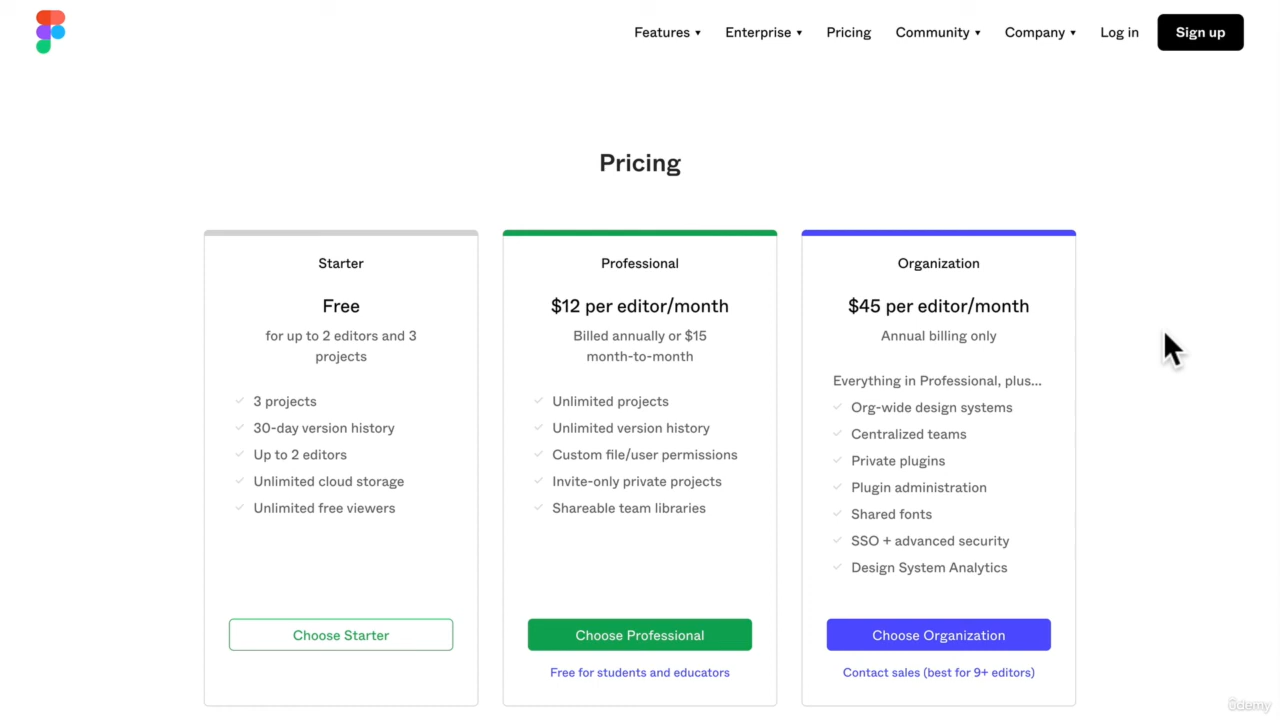 Features ▾ Enterprise ▾ Pricing Community ▾ Company ▾ Log in Sign up
Pricing
Starter
Free
for up to 2 editors and 3
projects
3 projects
30-day version history
Up to 2 editors
Unlimited cloud storage
Unlimited free viewers
Choose Starter
Professional
$12 per editor/month
Billed annually or $15
month-to-month
Unlimited projects
Unlimited version history
Custom file/user permissions
Invite-only private projects
Shareable team libraries
Choose Professional
Free for students and educators
Organization
$45 per editor/month
Annual billing only
Everything in Professional, plus...
Org-wide design systems
Centralized teams
Private plugins
Plugin administration
Shared fonts
SSO + advanced security
Design System Analytics
Choose Organization
Contact sales (best for 9+ editors)
ûdemy